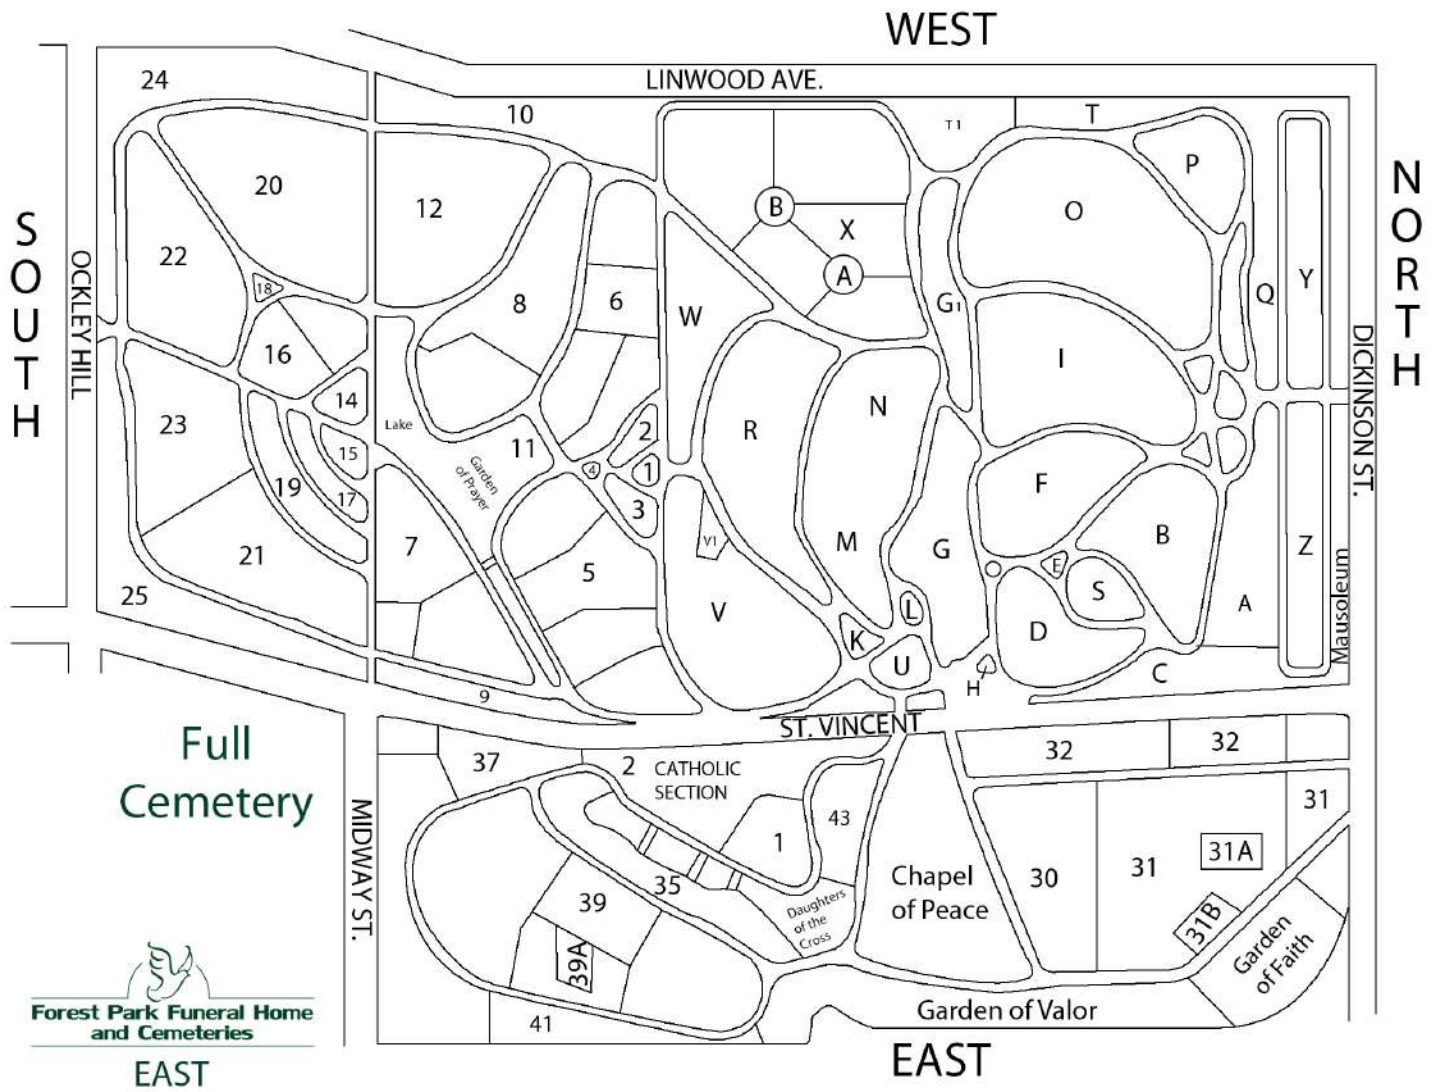 WEST
LINWOOD AVE.
24
10
T1
T
P
20
12
B
O
X
22
A
18
8
6
W
G1
Q
Y
SOUTH
OCKLEY HILL
NORTH
DICKINSON ST.
16
I
14
N
23
Lake
2
R
11
15
4
1
Garden
of Prayer
19
17
3
F
7
V1
M
G
B
Z
21
5
E
S
A
25
V
L
K
D
Mausoleum
U
H
C
9
ST. VINCENT
Full
Cemetery
37
2
CATHOLIC
SECTION
32
32
MIDWAY ST.
43
31
1
31A
35
Chapel
of Peace
30
31
39
Daughters
of the
Cross
31B
39A
Garden
of Faith
Forest Park Funeral Home
and Cemeteries
41
Garden of Valor
EAST
EAST